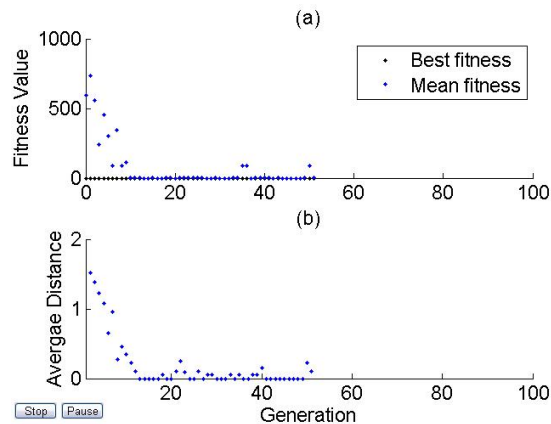 (a)
1000
500
0
Fitness Value
Best fitness
Mean fitness
0 20 40 60 80 100
(b)
2
1
0
Avergae Distance
0 20 40 60 80 100
Generation
Stop Pause